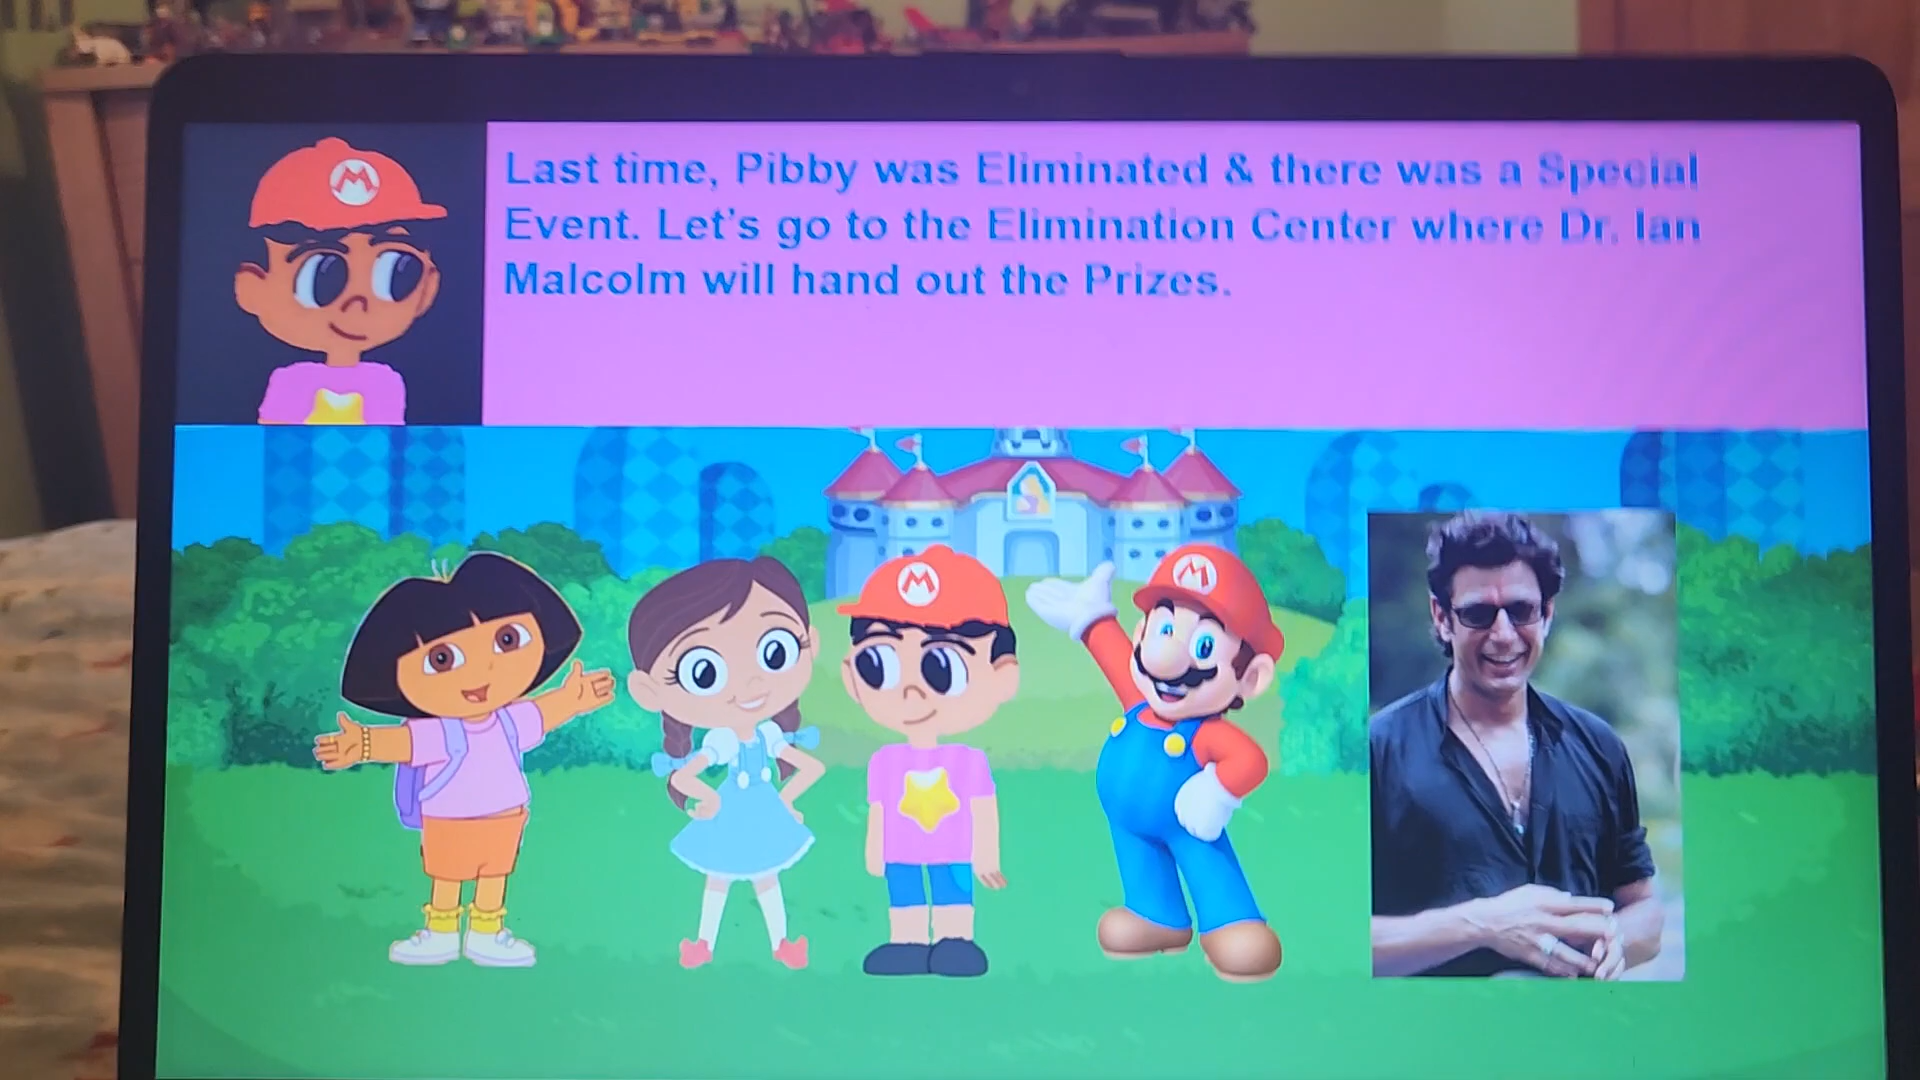 Last time, Pibby was Eliminated & there was a Special
Event. Let's go to the Elimination Center where Dr. Ian
Malcolm will hand out the Prizes.
M
M
M